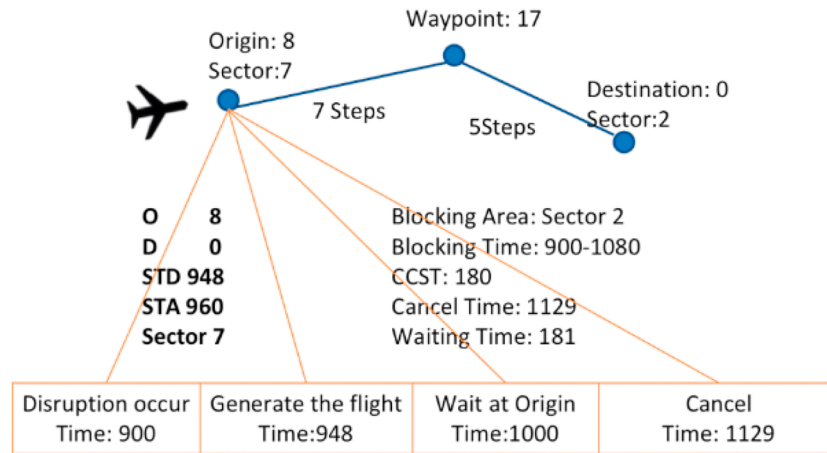 Waypoint: 17
Origin: 8
Sector:7
Destination: 0
Sector:2
7 Steps
5Steps
O 8
D 0
STD 948
STA 960
Sector 7
Blocking Area: Sector 2
Blocking Time: 900-1080
CCST: 180
Cancel Time: 1129
Waiting Time: 181
Disruption occur
Time: 900
Generate the flight
Time:948
Wait at Origin
Time:1000
Cancel
Time: 1129